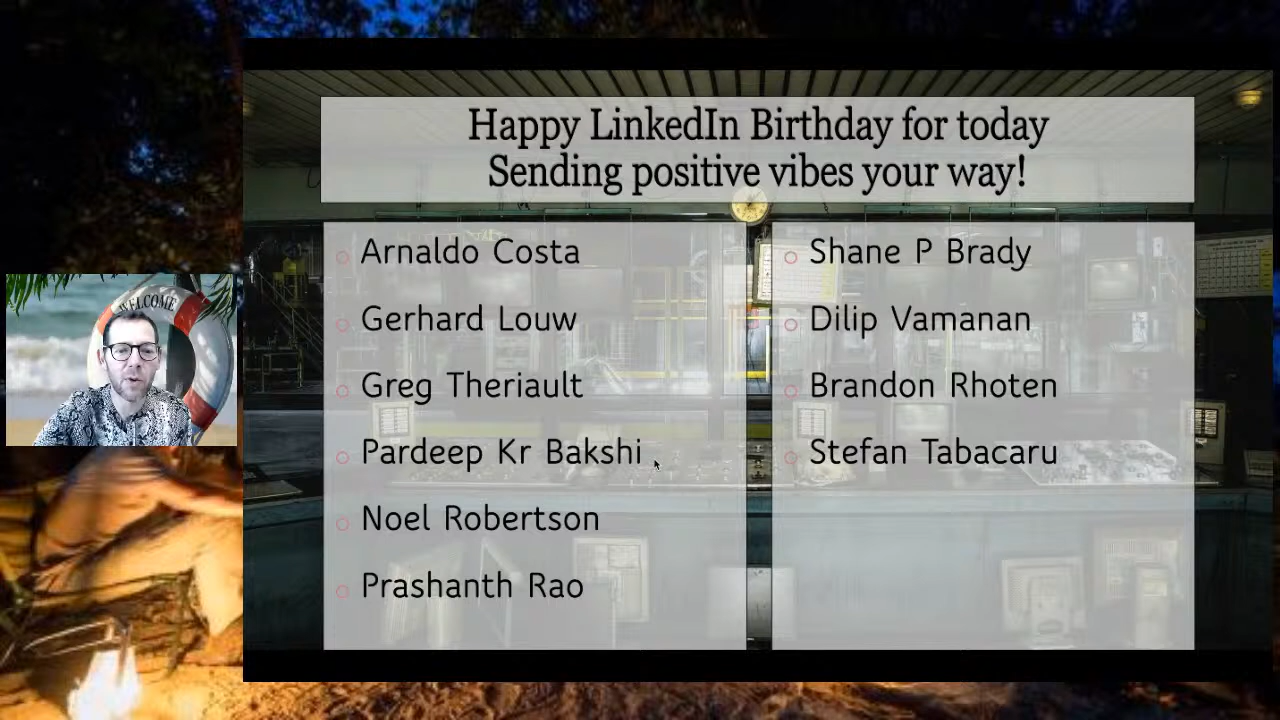 Happy LinkedIn Birthday for today
Sending positive vibes your way!
Arnaldo Costa
Gerhard Louw
Greg Theriault
Pardeep Kr Bakshi
Noel Robertson
Prashanth Rao
Shane P Brady
Dilip Vamanan
Brandon Rhoten
Stefan Tabacaru
WELCOME